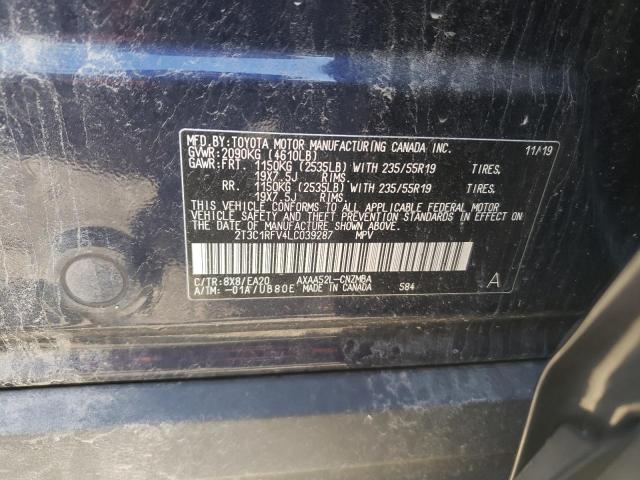 MFD.BY:TOYOTA MOTOR MANUFACTURING CANADA INC. 11/19
GVWR:2090KG (4610LB)
GAWR:FRT. 1150KG (2535LB) WITH 235/55R19 TIRES.
19X7.5J RIMS.
RR. 1150KG (2535LB) WITH 235/55R19 TIRES.
19X7.5J RIMS.
THIS VEHICLE CONFORMS TO ALL APPLICABLE FEDERAL MOTOR
VEHICLE SAFETY AND THEFT PREVENTION STANDARDS IN EFFECT ON
THE DATE OF MANUFACTURE SHOWN ABOVE.
2T3C1RFV4LC039287 MPV
C/TR:8X8/EA20 AXAA52L-CNZMBA
A/TM:-01A/UB80E MADE IN CANADA 584 A